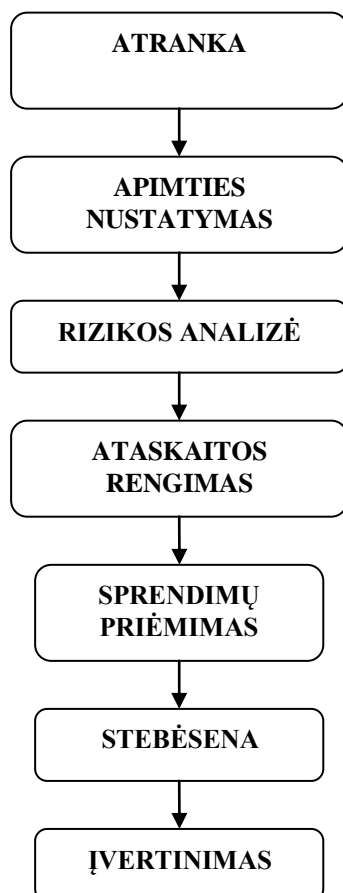 ATRANKA
APIMTIES
NUSTATYMAS
RIZIKOS ANALIZĖ
ATASKAITOS
RENGIMAS
SPRENDIMŲ
PRIĖMIMAS
STEBĖSENA
ĮVERTINIMAS